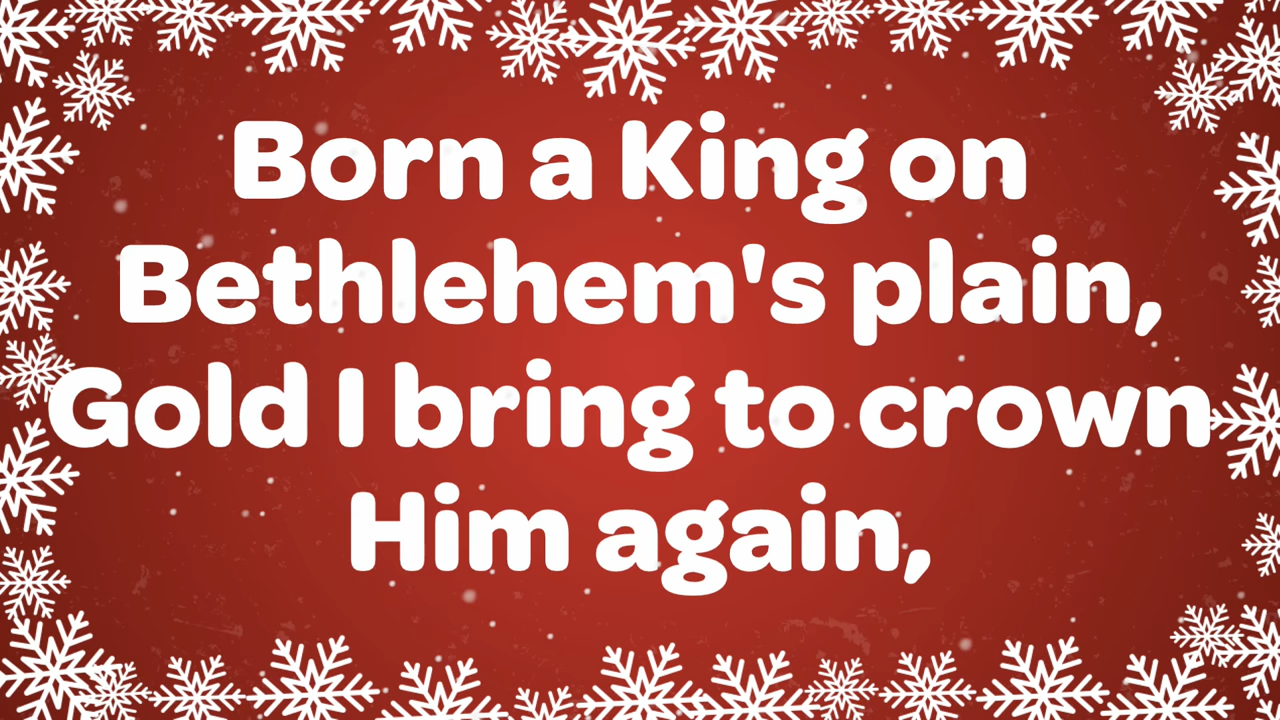 Born a King on
Bethlehem's plain,
Gold I bring to crown
Him again,